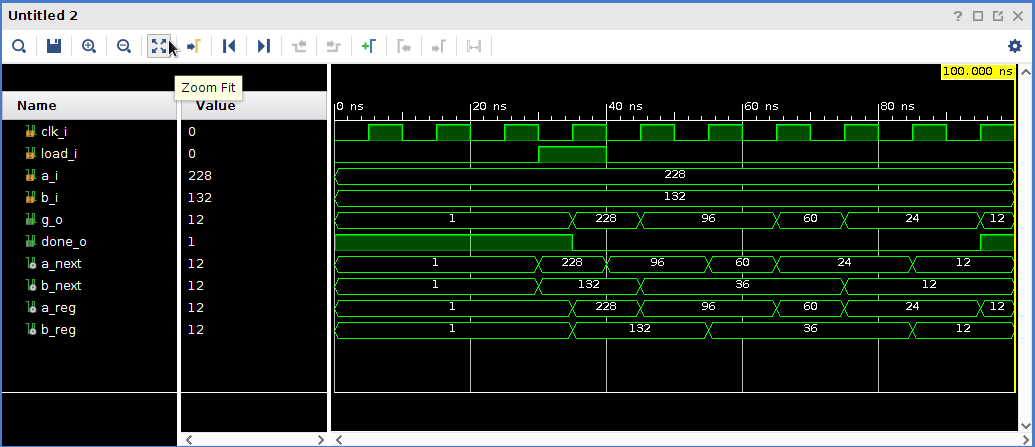 Untitled 2
Zoom Fit
100.000 ns
Name Value
0 ns 20 ns 40 ns 60 ns 80 ns
clk_i 0
load_i 0
a_i 228 228
b_i 132 132
g_o 12 1 228 96 60 24 12
done_o 1
a_next 12 1 228 96 60 24 12
b_next 12 1 132 36 12
a_reg 12 1 228 96 60 24 12
b_reg 12 1 132 36 12